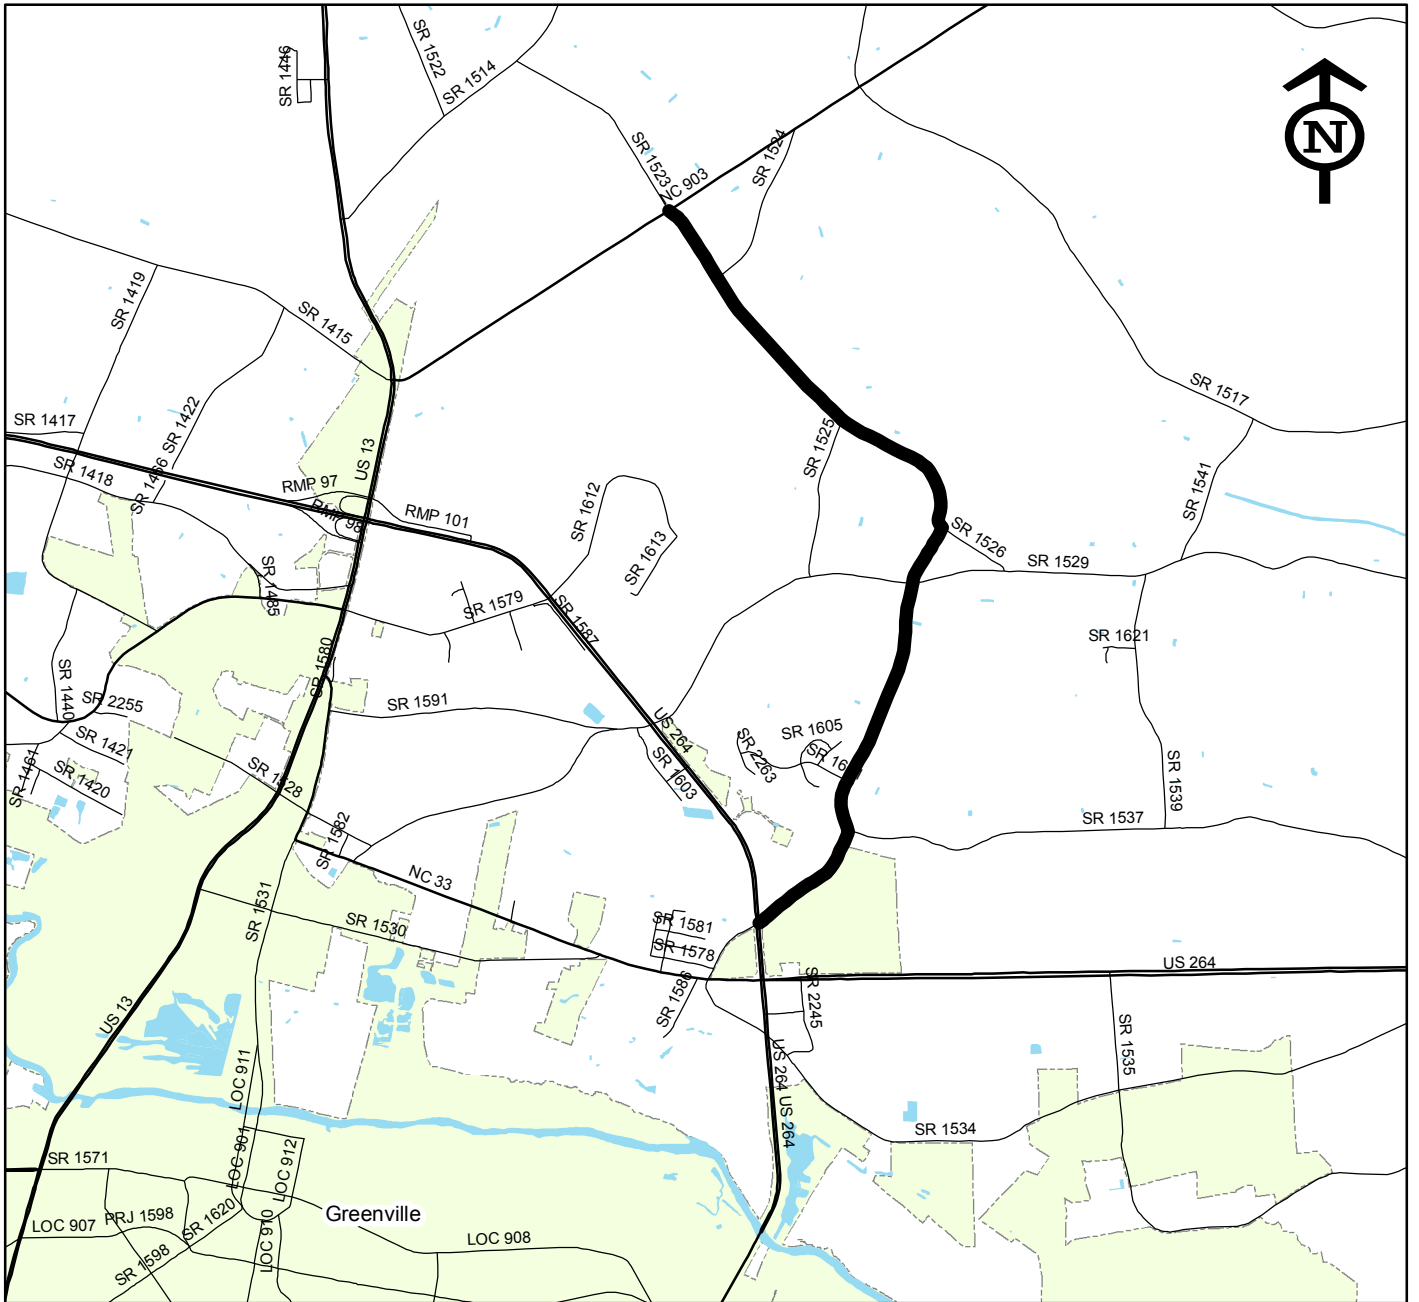 SR 1446
SR 1522
SR 1514
SR 1523
NC 903
SR 1524
N
SR 1419
SR 1415
SR 1417
SR 1422
SR 1466
SR 1418
US 13
RMP 97
RMP 98
RMP 101
SR 1612
SR 1613
SR 1525
SR 1517
SR 1541
SR 1526
SR 1529
SR 1485
SR 1579
SR 1587
SR 1580
SR 1621
SR 1440
SR 2255
SR 1591
US 264
SR 1605
SR 2263
SR 1421
SR 1461
SR 1420
SR 1603
SR 1539
SR 1537
SR 1582
NC 33
SR 1531
SR 1530
SR 1581
SR 1578
SR 1586
US 264
SR 2245
US 13
SR 1535
LOC 911
US 264
US 264
SR 1534
LOC 901
LOC 912
SR 1571
Greenville
LOC 907
PRJ 1598
SR 1620
LOC 910
LOC 908
SR 1598